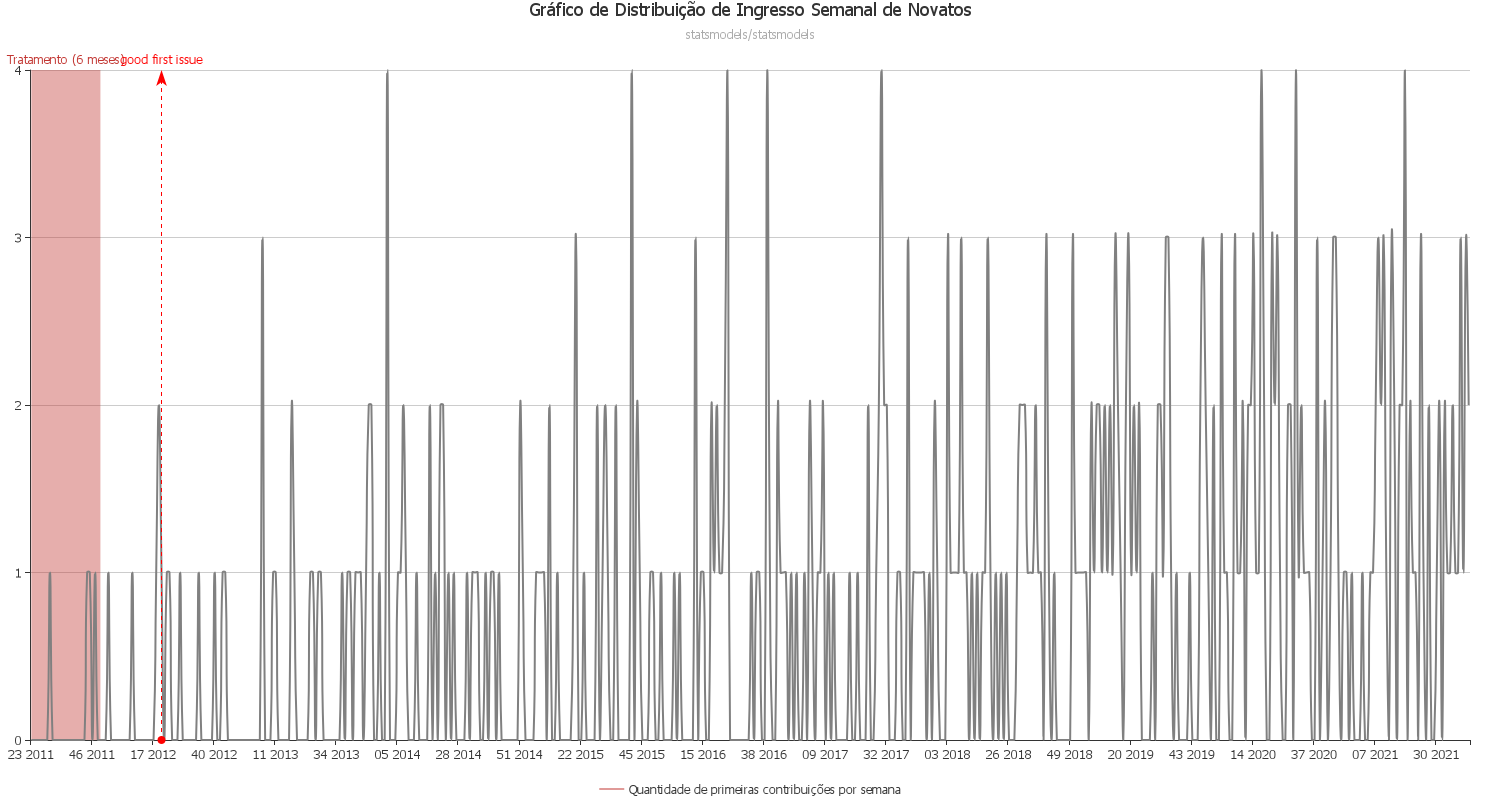 Gráfico de Distribuição de Ingresso Semanal de Novatos
statsmodels/statsmodels
Tratamento (6 meses)
good first issue
4
3
2
1
0
23 2011 46 2011 17 2012 40 2012 11 2013 34 2013 05 2014 28 2014 51 2014 22 2015 45 2015 15 2016 38 2016 09 2017 32 2017 03 2018 26 2018 49 2018 20 2019 43 2019 14 2020 37 2020 07 2021 30 2021
Quantidade de primeiras contribuições por semana